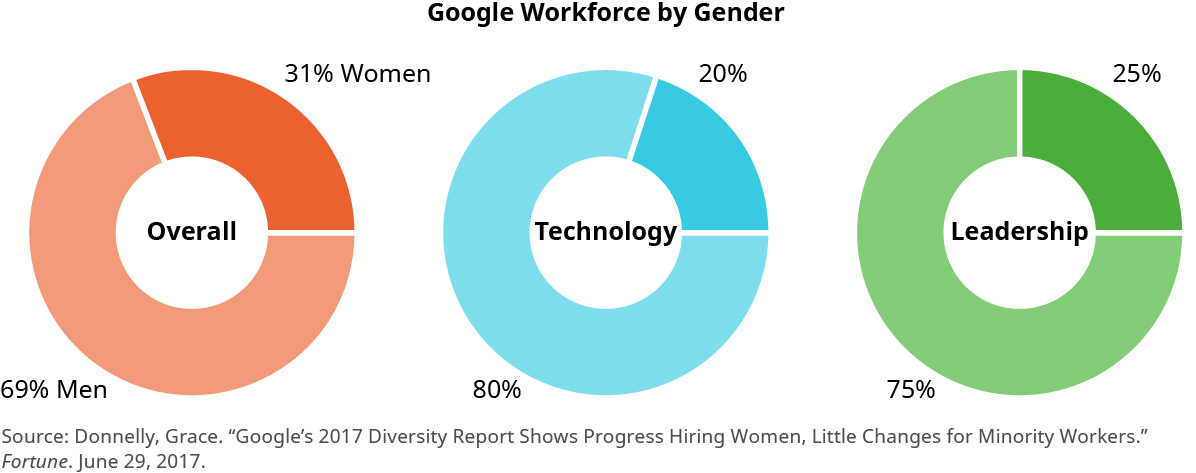 Google Workforce by Gender
31% Women
20%
25%
Overall
Technology
Leadership
69% Men
80%
75%
Source: Donnelly, Grace. “Google’s 2017 Diversity Report Shows Progress Hiring Women, Little Changes for Minority Workers.”
Fortune. June 29, 2017.